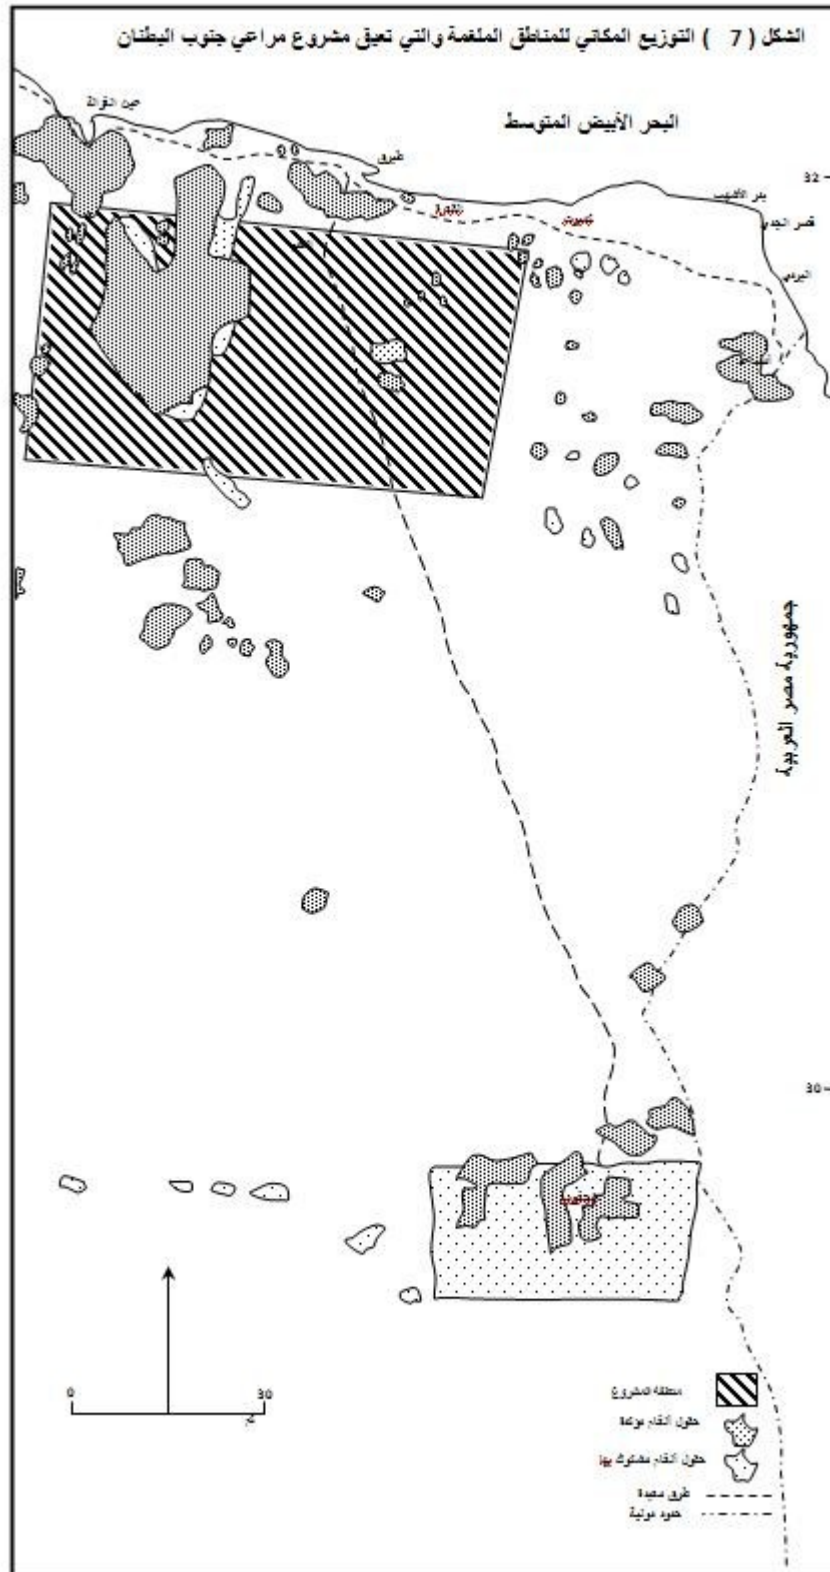 الشكل ( 7 ) التوزيع المكاني للمناطق الملغمة والتي تعيق مشروع مراعي جنوب البطنان
البحر الأبيض المتوسط
عين الغزالة
طبرق
32
بئر الأشهب
قصر الجدي
البردي
جمهورية مصر العربية
30
0
30
كم
منطقة المشروع
حقول ألغام مؤكدة
حقول ألغام مشكوك بها
طرق معبدة
حدود دولية